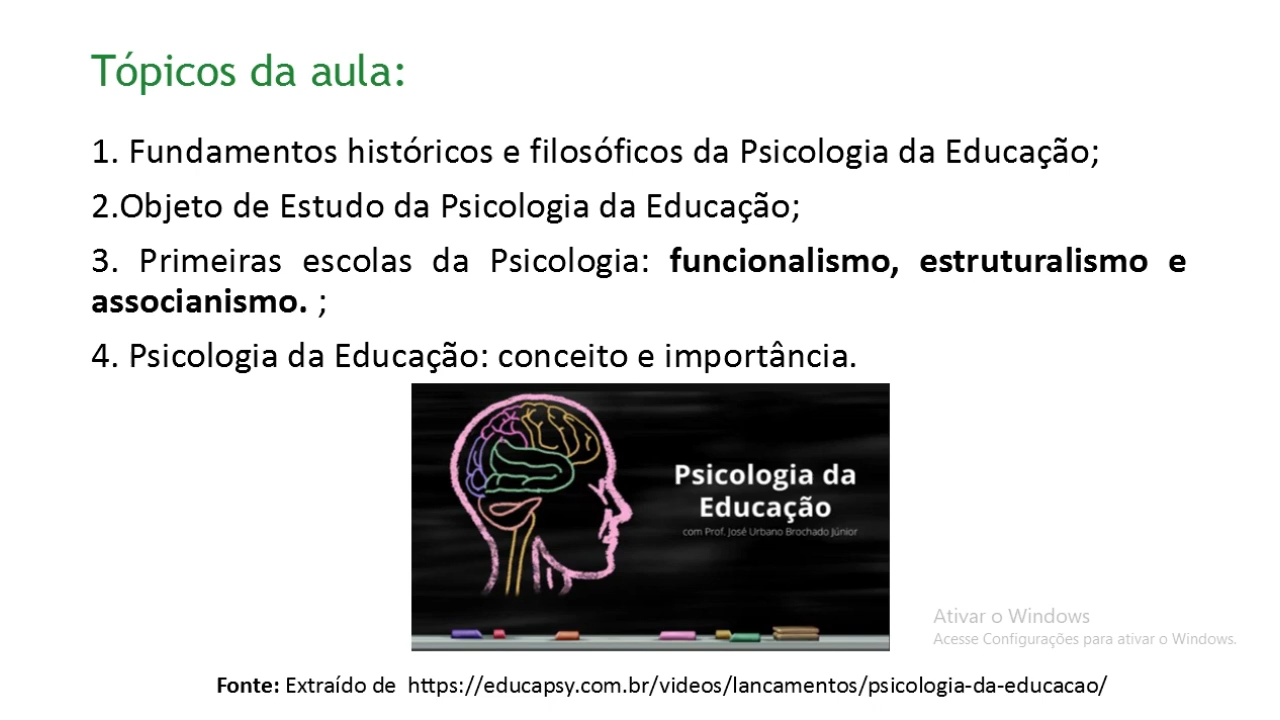 Tópicos da aula:
1. Fundamentos históricos e filosóficos da Psicologia da Educação;
2.Objeto de Estudo da Psicologia da Educação;
3. Primeiras escolas da Psicologia: funcionalismo, estruturalismo e
associanismo. ;
4. Psicologia da Educação: conceito e importância.
Psicologia da
Educação
com Prof. José Urbano Brochado Júnior
Ativar o Windows
Acesse Configurações para ativar o Windows.
Fonte: Extraído de https://educapsy.com.br/videos/lancamentos/psicologia-da-educacao/